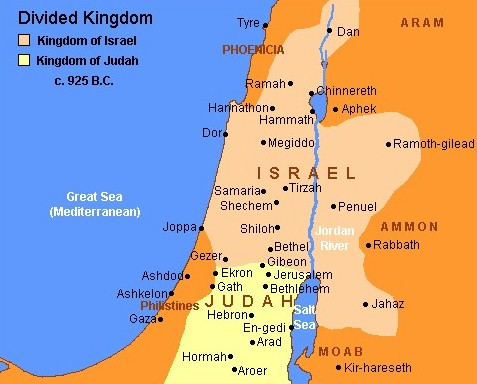 Divided Kingdom
Kingdom of Israel
Kingdom of Judah
c. 925 B.C.
Tyre
Dan
ARAM
PHOENICIA
Ramah
Chinnereth
Hannathon
Aphek
Hammath
Dor
Megiddo
Ramoth-gilead
ISRAEL
Samaria
Tirzah
Great Sea
(Mediterranean)
Shechem
Penuel
Joppa
Shiloh
Jordan
River
AMMON
Rabbath
Bethel
Gezer
Gibeon
Ashdod
Ekron
Jerusalem
Gath
Bethlehem
Ashkelon
Philistines
JUDAH
Jahaz
Gaza
Hebron
Salt
Sea
En-gedi
Arad
Hormah
MOAB
Aroer
Kir-hareseth